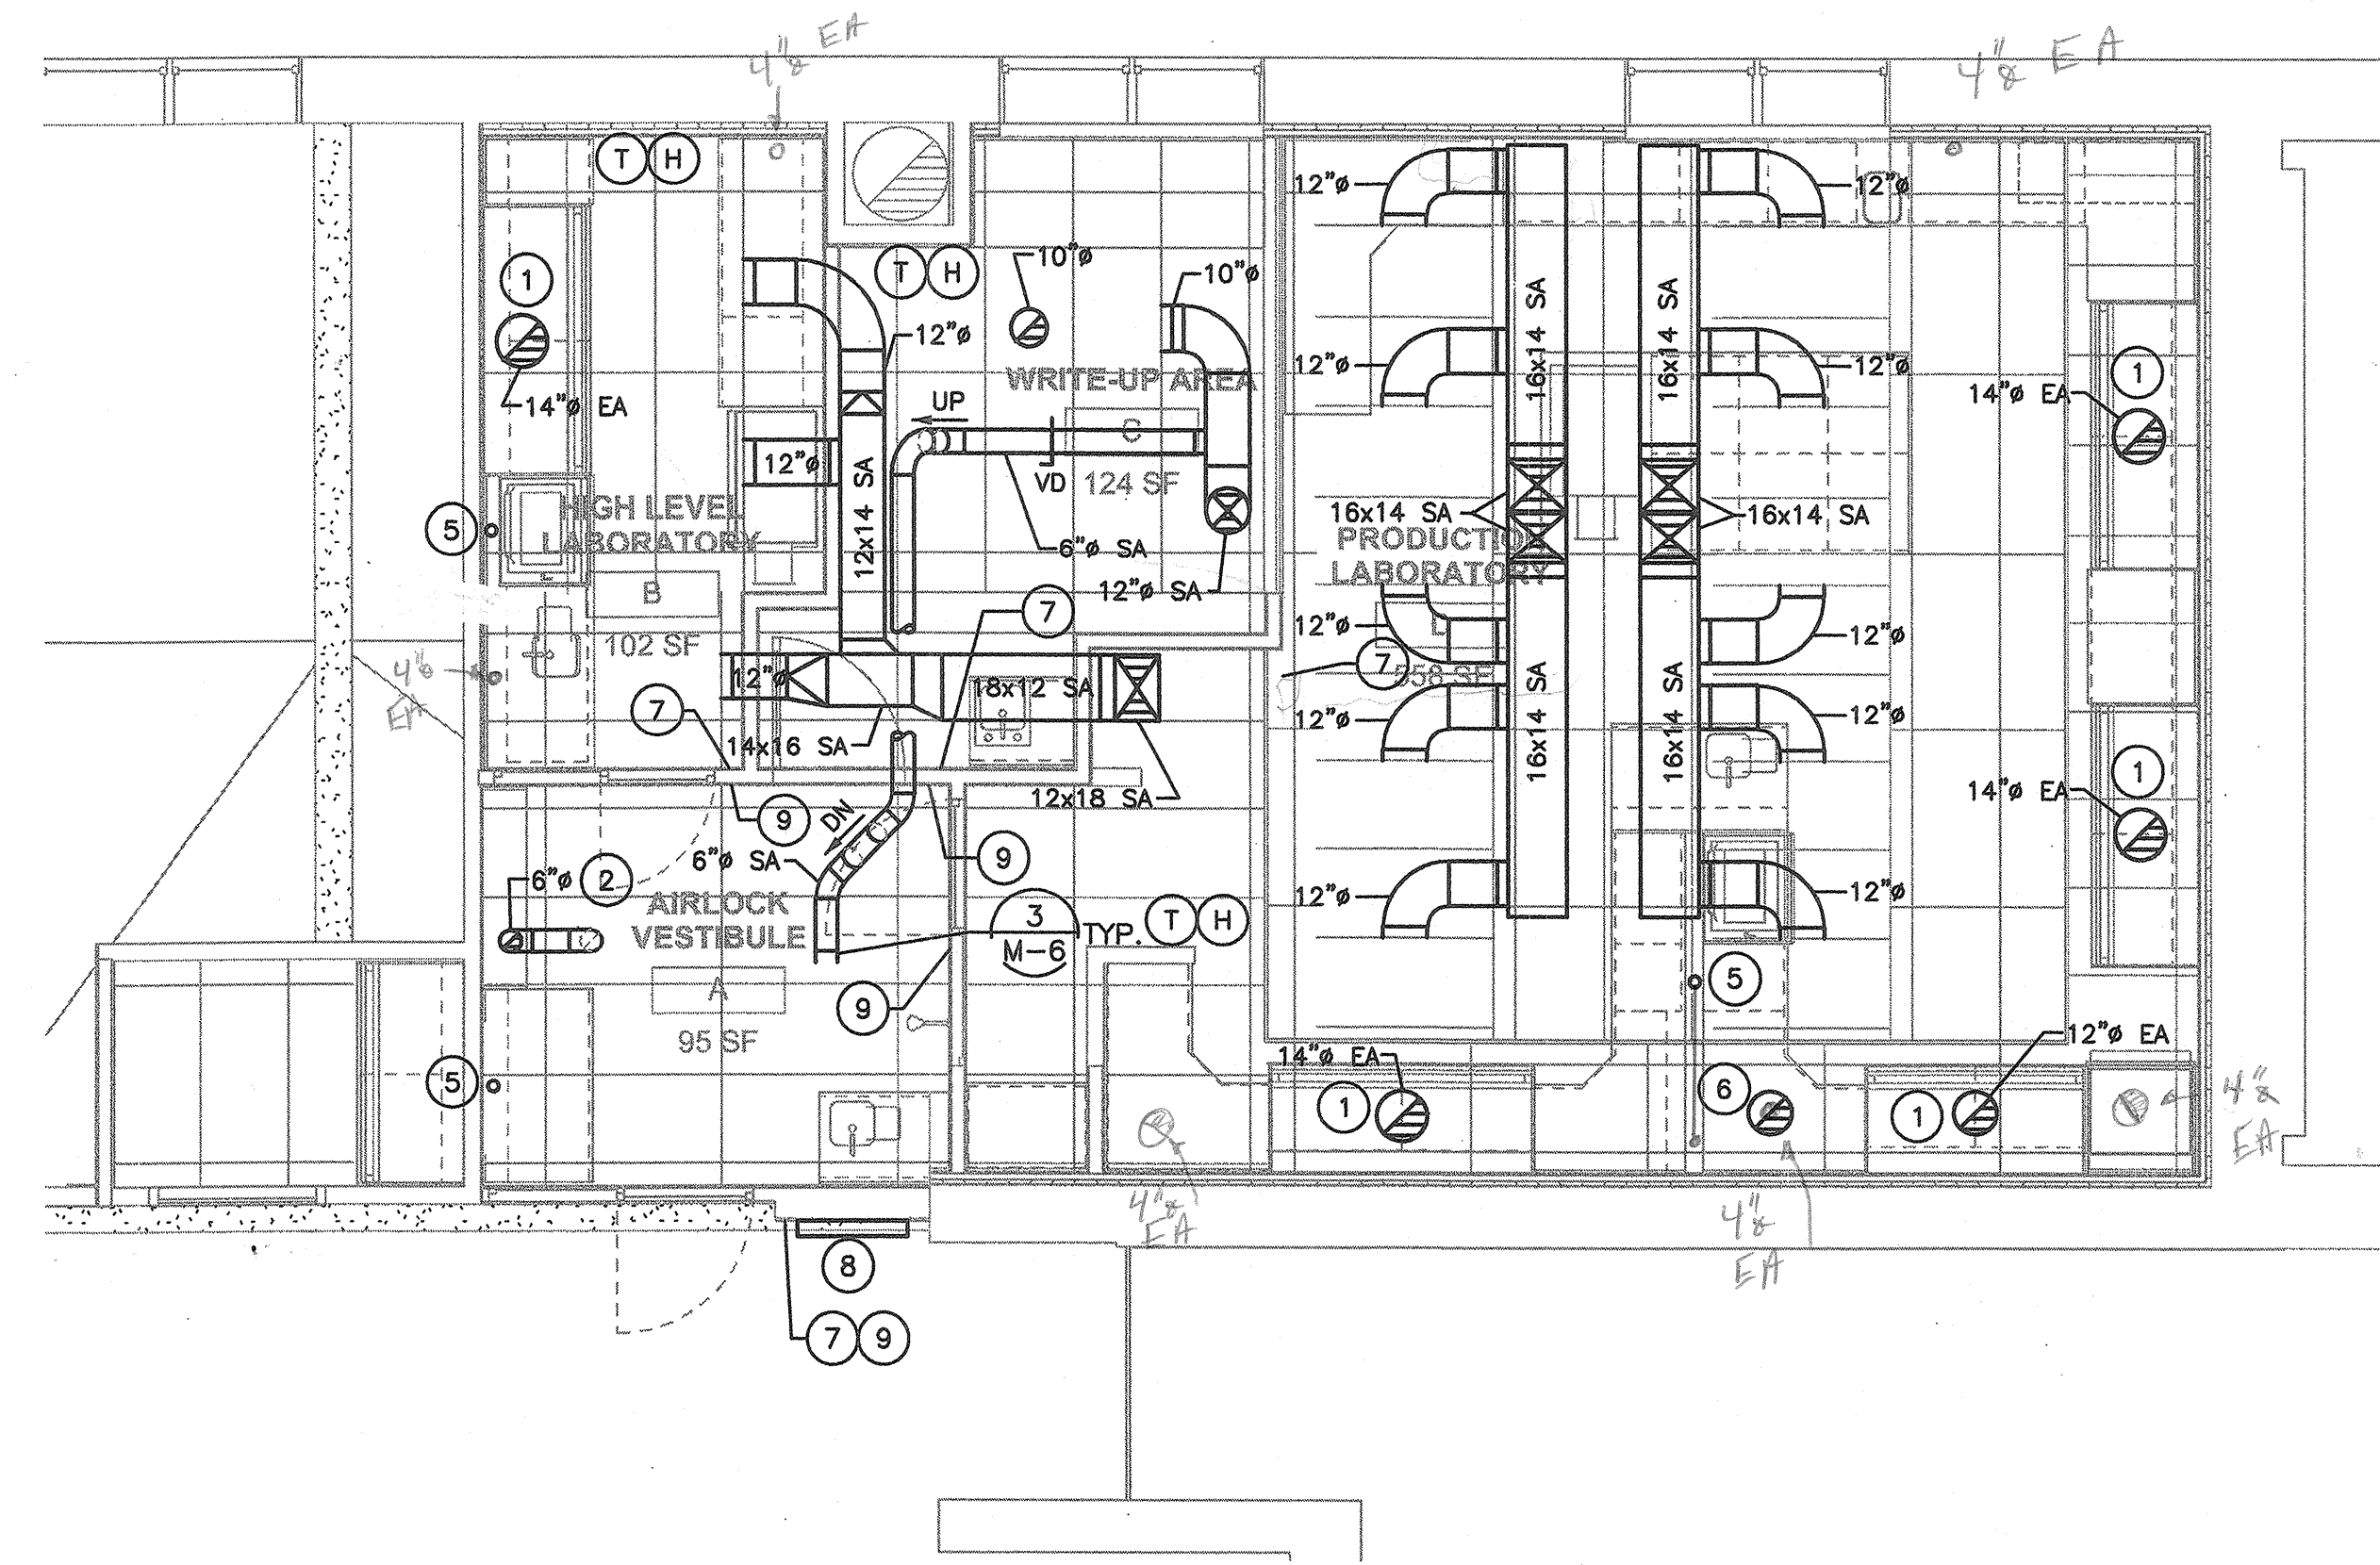 4"ø EA
4"ø EA
T H
T H
1
14"ø EA
12"ø
12"ø
12x14 SA
10"ø
10"ø
WRITE-UP AREA
C
124 SF
UP
VD
6"ø SA
12"ø SA
HIGH LEVEL
LABORATORY
B
102 SF
5
4"ø
EA
12"ø
14x16 SA
18x12 SA
12x18 SA
7
7
7
9
9
9
DN
6"ø SA
6"ø
2
AIRLOCK
VESTIBULE
A
95 SF
5
3
M-6
TYP.
T H
8
7 9
12"ø
12"ø
12"ø
12"ø
12"ø
16x14 SA
16x14 SA
16x14 SA
16x14 SA
16x14 SA
16x14 SA
12"ø
12"ø
12"ø
12"ø
12"ø
PRODUCTION
LABORATORY
558 SF
1
14"ø EA
1
14"ø EA
5
14"ø EA
1
6
1
12"ø EA
4"ø
EA
4"ø
EA
4"ø
EA